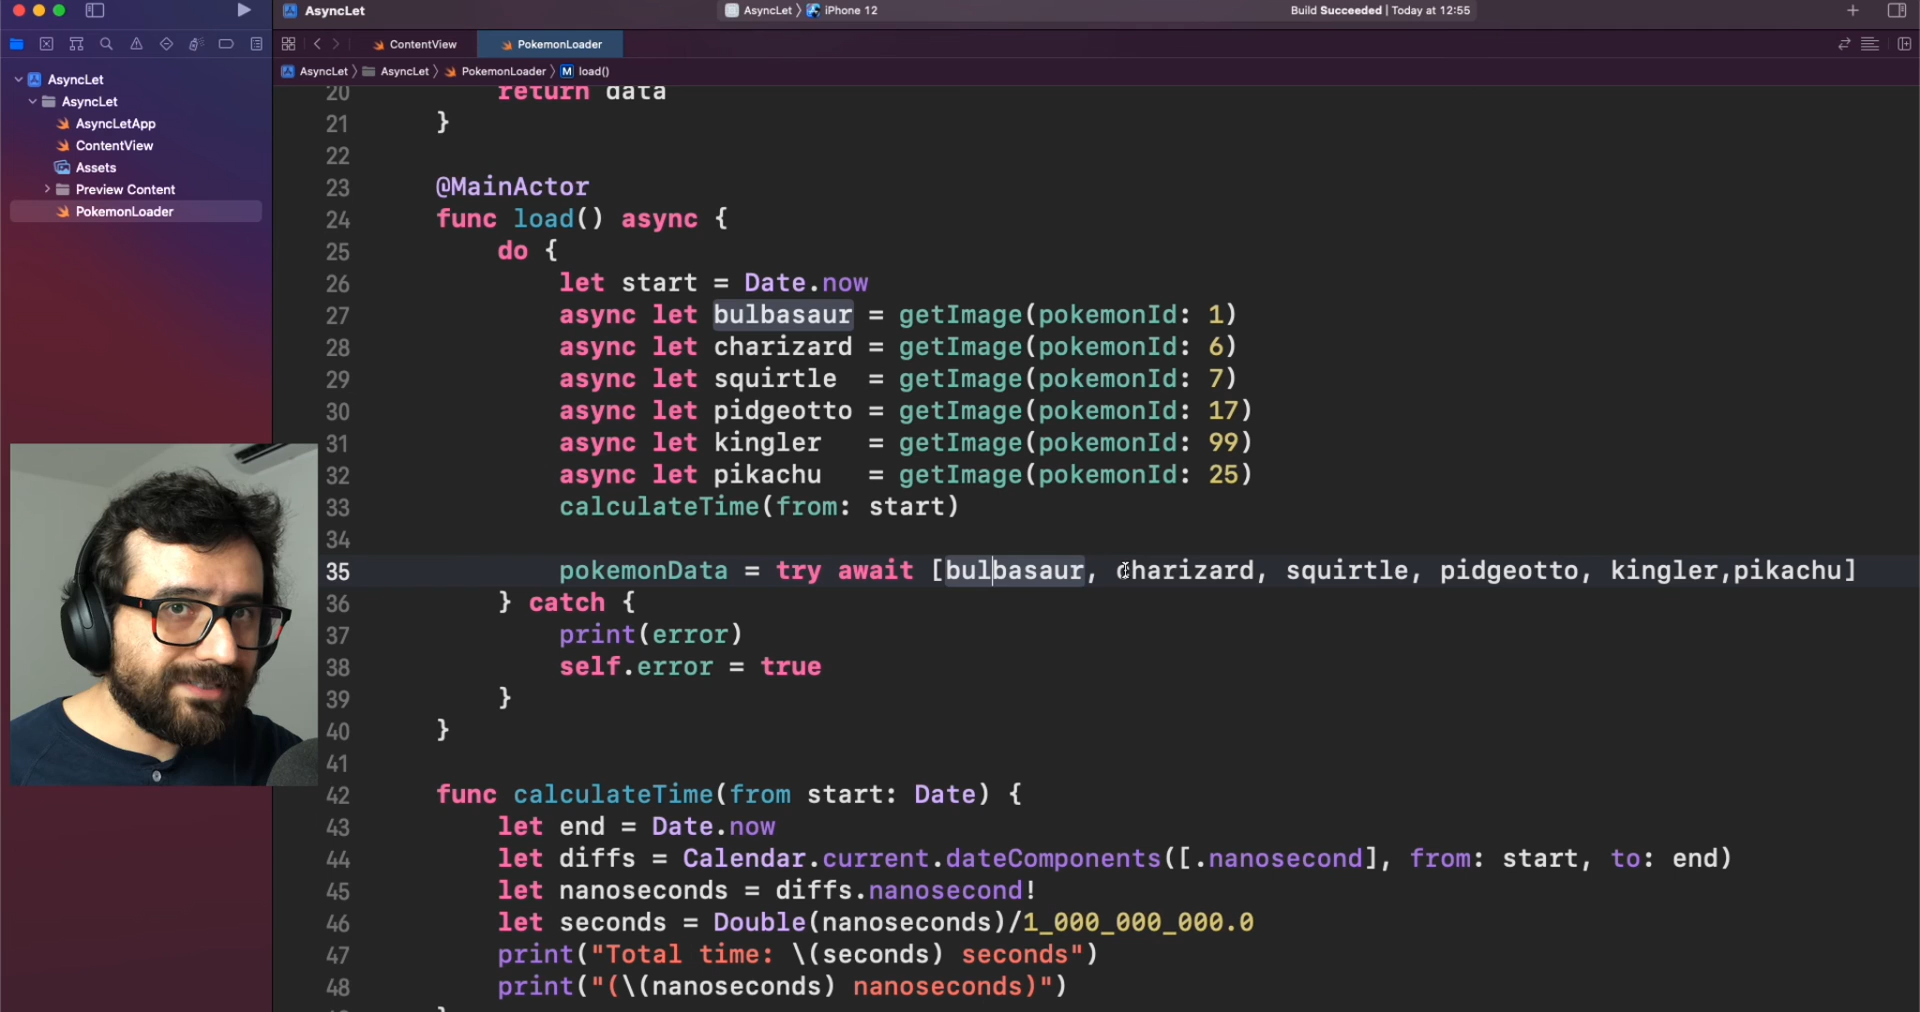 AsyncLet
AsyncLet 〉 iPhone 12
Build Succeeded | Today at 12:55
ContentView
PokemonLoader
AsyncLet 〉 AsyncLet 〉 PokemonLoader 〉 M load()
AsyncLet
AsyncLet
AsyncLetApp
ContentView
Assets
Preview Content
PokemonLoader
20 return data
21 }
22
23 @MainActor
24 func load() async {
25 do {
26 let start = Date.now
27 async let bulbasaur = getImage(pokemonId: 1)
28 async let charizard = getImage(pokemonId: 6)
29 async let squirtle  = getImage(pokemonId: 7)
30 async let pidgeotto = getImage(pokemonId: 17)
31 async let kingler   = getImage(pokemonId: 99)
32 async let pikachu   = getImage(pokemonId: 25)
33 calculateTime(from: start)
34
35 pokemonData = try await [bulbasaur, charizard, squirtle, pidgeotto, kingler,pikachu]
36 } catch {
37 print(error)
38 self.error = true
39 }
40 }
41
42 func calculateTime(from start: Date) {
43 let end = Date.now
44 let diffs = Calendar.current.dateComponents([.nanosecond], from: start, to: end)
45 let nanoseconds = diffs.nanosecond!
46 let seconds = Double(nanoseconds)/1_000_000_000.0
47 print("Total time: \(seconds) seconds")
48 print("(\(nanoseconds) nanoseconds)")